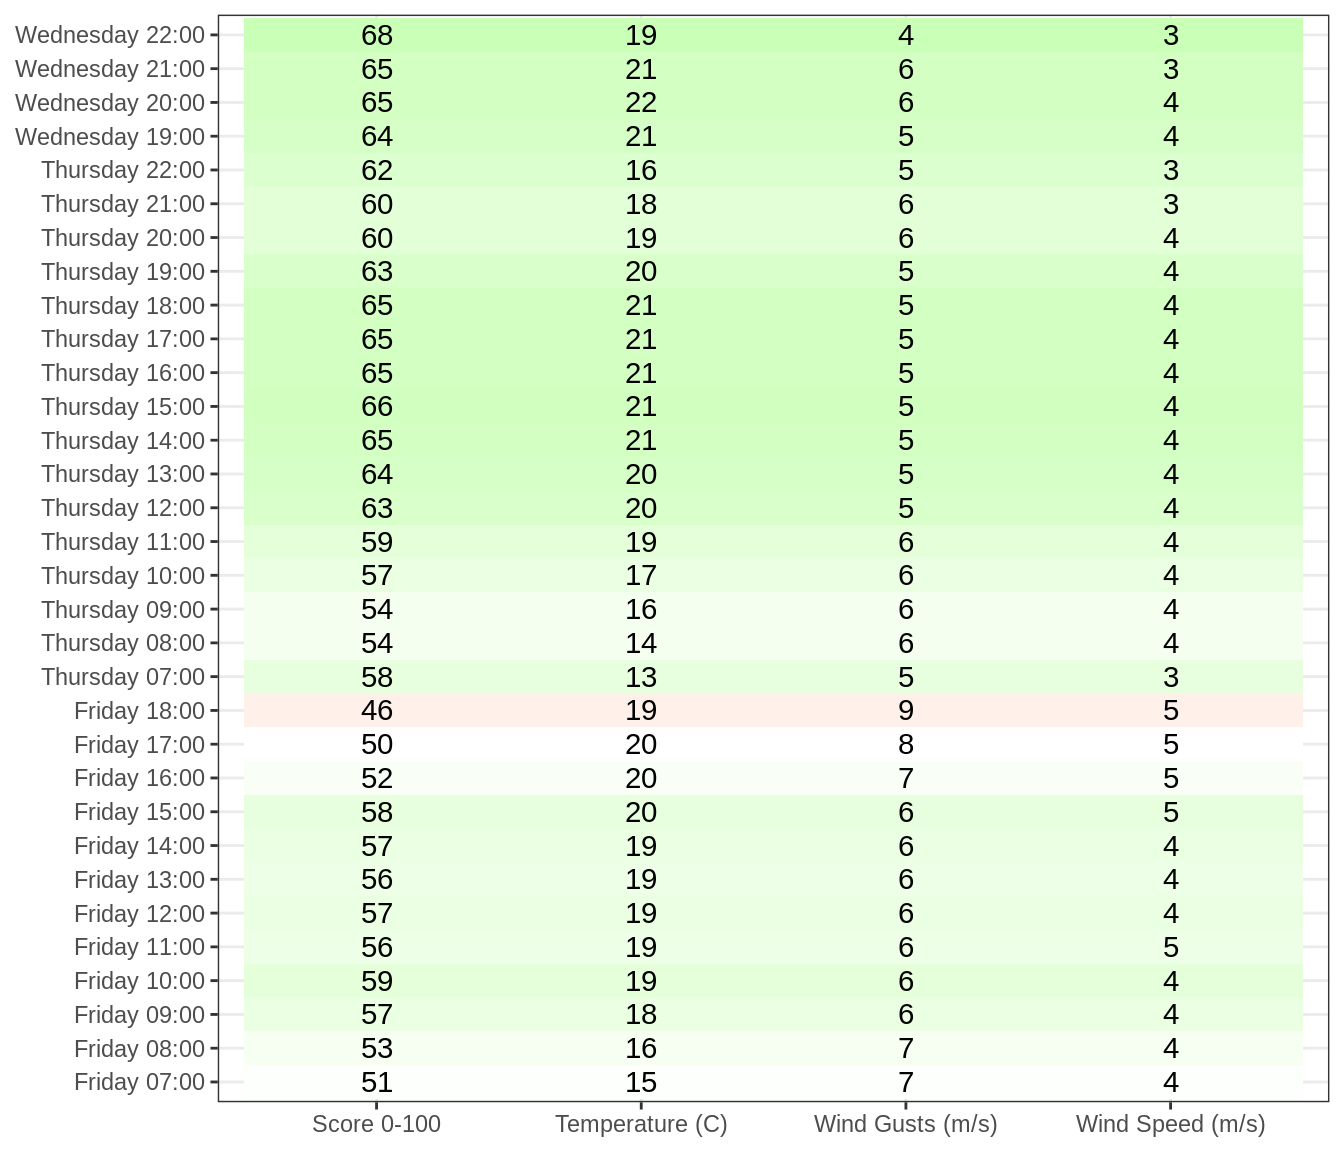 Wednesday 22:00 68 19 4 3
Wednesday 21:00 65 21 6 3
Wednesday 20:00 65 22 6 4
Wednesday 19:00 64 21 5 4
Thursday 22:00 62 16 5 3
Thursday 21:00 60 18 6 3
Thursday 20:00 60 19 6 4
Thursday 19:00 63 20 5 4
Thursday 18:00 65 21 5 4
Thursday 17:00 65 21 5 4
Thursday 16:00 65 21 5 4
Thursday 15:00 66 21 5 4
Thursday 14:00 65 21 5 4
Thursday 13:00 64 20 5 4
Thursday 12:00 63 20 5 4
Thursday 11:00 59 19 6 4
Thursday 10:00 57 17 6 4
Thursday 09:00 54 16 6 4
Thursday 08:00 54 14 6 4
Thursday 07:00 58 13 5 3
Friday 18:00 46 19 9 5
Friday 17:00 50 20 8 5
Friday 16:00 52 20 7 5
Friday 15:00 58 20 6 5
Friday 14:00 57 19 6 4
Friday 13:00 56 19 6 4
Friday 12:00 57 19 6 4
Friday 11:00 56 19 6 5
Friday 10:00 59 19 6 4
Friday 09:00 57 18 6 4
Friday 08:00 53 16 7 4
Friday 07:00 51 15 7 4
Score 0-100 Temperature (C) Wind Gusts (m/s) Wind Speed (m/s)